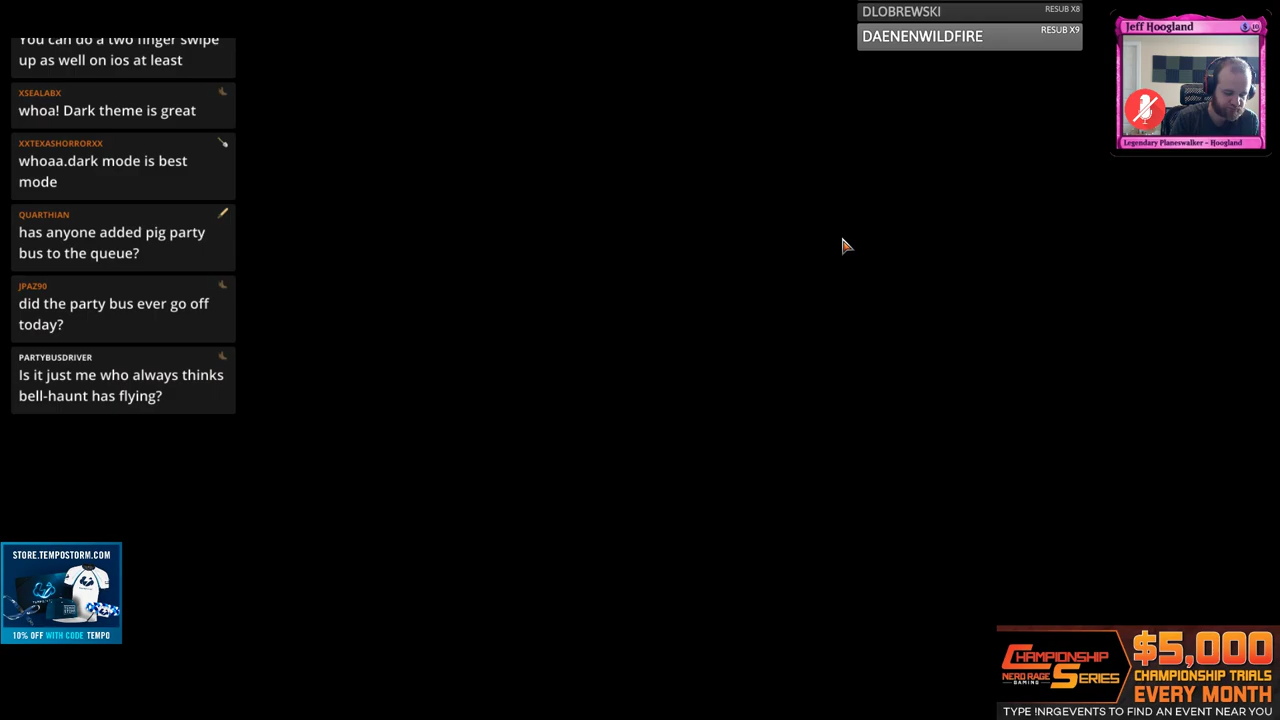 DLOBREWSKI RESUB X8
DAENENWILDFIRE RESUB X9
Jeff Hoogland
Legendary Planeswalker - Hoogland
You can do a two finger swipe
up as well on ios at least
XSEALABX
whoa! Dark theme is great
XXTEXASHORRORXX
whoaa.dark mode is best
mode
QUARTHIAN
has anyone added pig party
bus to the queue?
JPAZ90
did the party bus ever go off
today?
PARTYBUSDRIVER
Is it just me who always thinks
bell-haunt has flying?
STORE.TEMPOSTORM.COM
10% OFF WITH CODE TEMPO
CHAMPIONSHIP
NERD RAGE
GAMING
SERIES
$5,000
CHAMPIONSHIP TRIALS
EVERY MONTH
TYPE !NRGEVENTS TO FIND AN EVENT NEAR YOU